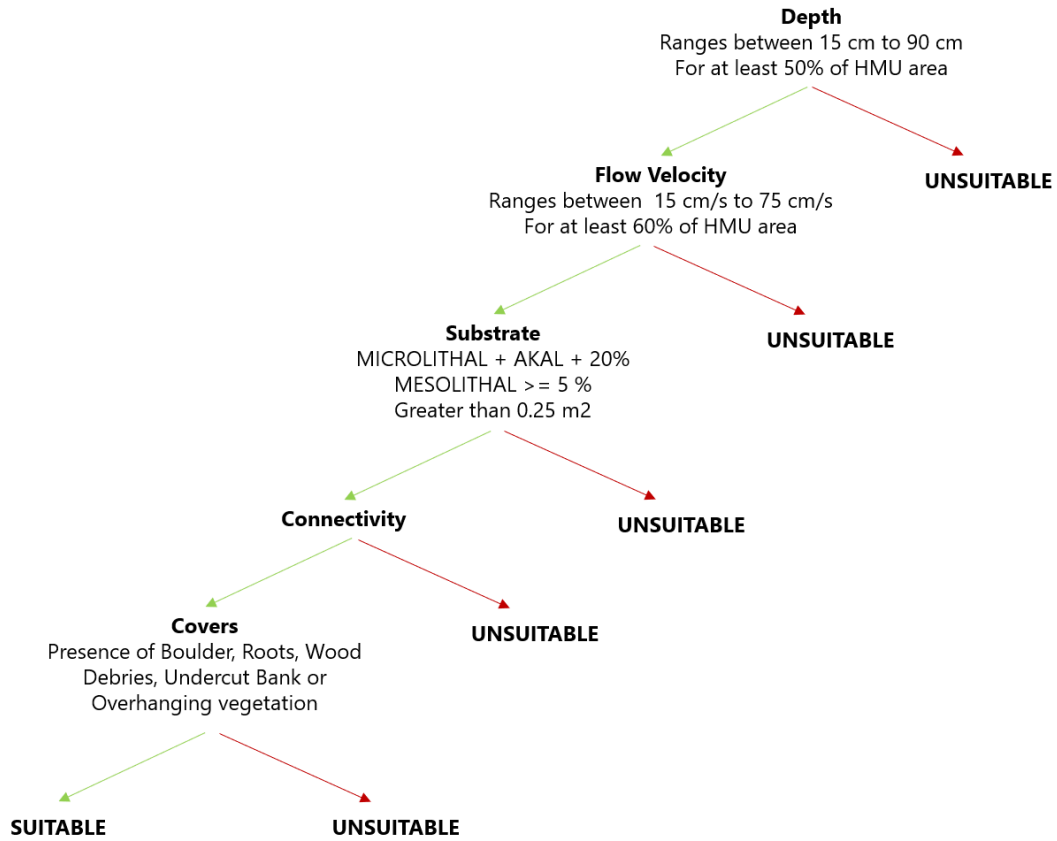 Depth
Ranges between 15 cm to 90 cm
For at least 50% of HMU area
UNSUITABLE
Flow Velocity
Ranges between  15 cm/s to 75 cm/s
For at least 60% of HMU area
UNSUITABLE
Substrate
MICROLITHAL + AKAL + 20%
MESOLITHAL >= 5 %
Greater than 0.25 m2
UNSUITABLE
Connectivity
UNSUITABLE
Covers
Presence of Boulder, Roots, Wood
Debries, Undercut Bank or
Overhanging vegetation
SUITABLE
UNSUITABLE